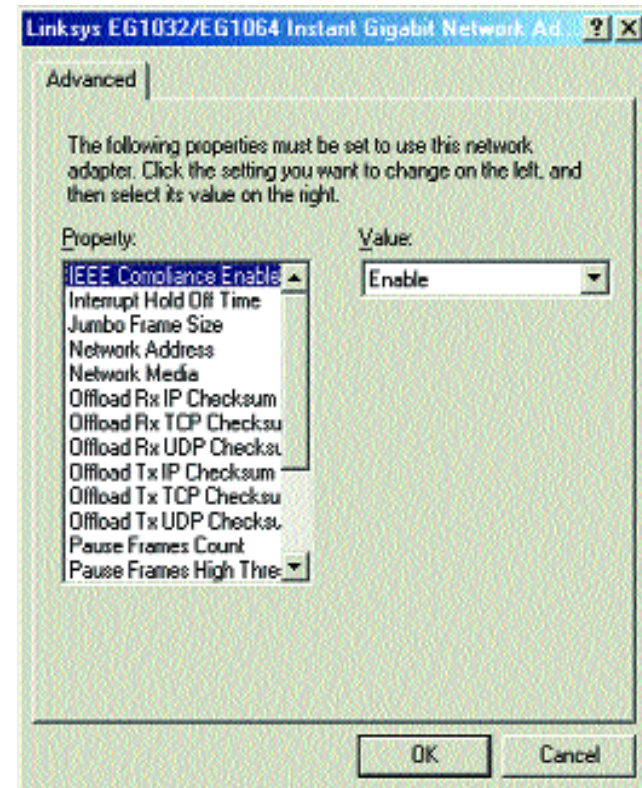 Linksys EG1032/EG1064 Instant Gigabit Network Ad...
Advanced
The following properties must be set to use this network
adapter. Click the setting you want to change on the left, and
then select its value on the right.
Property:
Value:
IEEE Compliance Enable
Enable
Interrupt Hold Off Time
Jumbo Frame Size
Network Address
Network Media
Offload Rx IP Checksum
Offload Rx TCP Checksu
Offload Rx UDP Checksu
Offload Tx IP Checksum
Offload Tx TCP Checksu
Offload Tx UDP Checksu
Pause Frames Count
Pause Frames High Thre
OK
Cancel